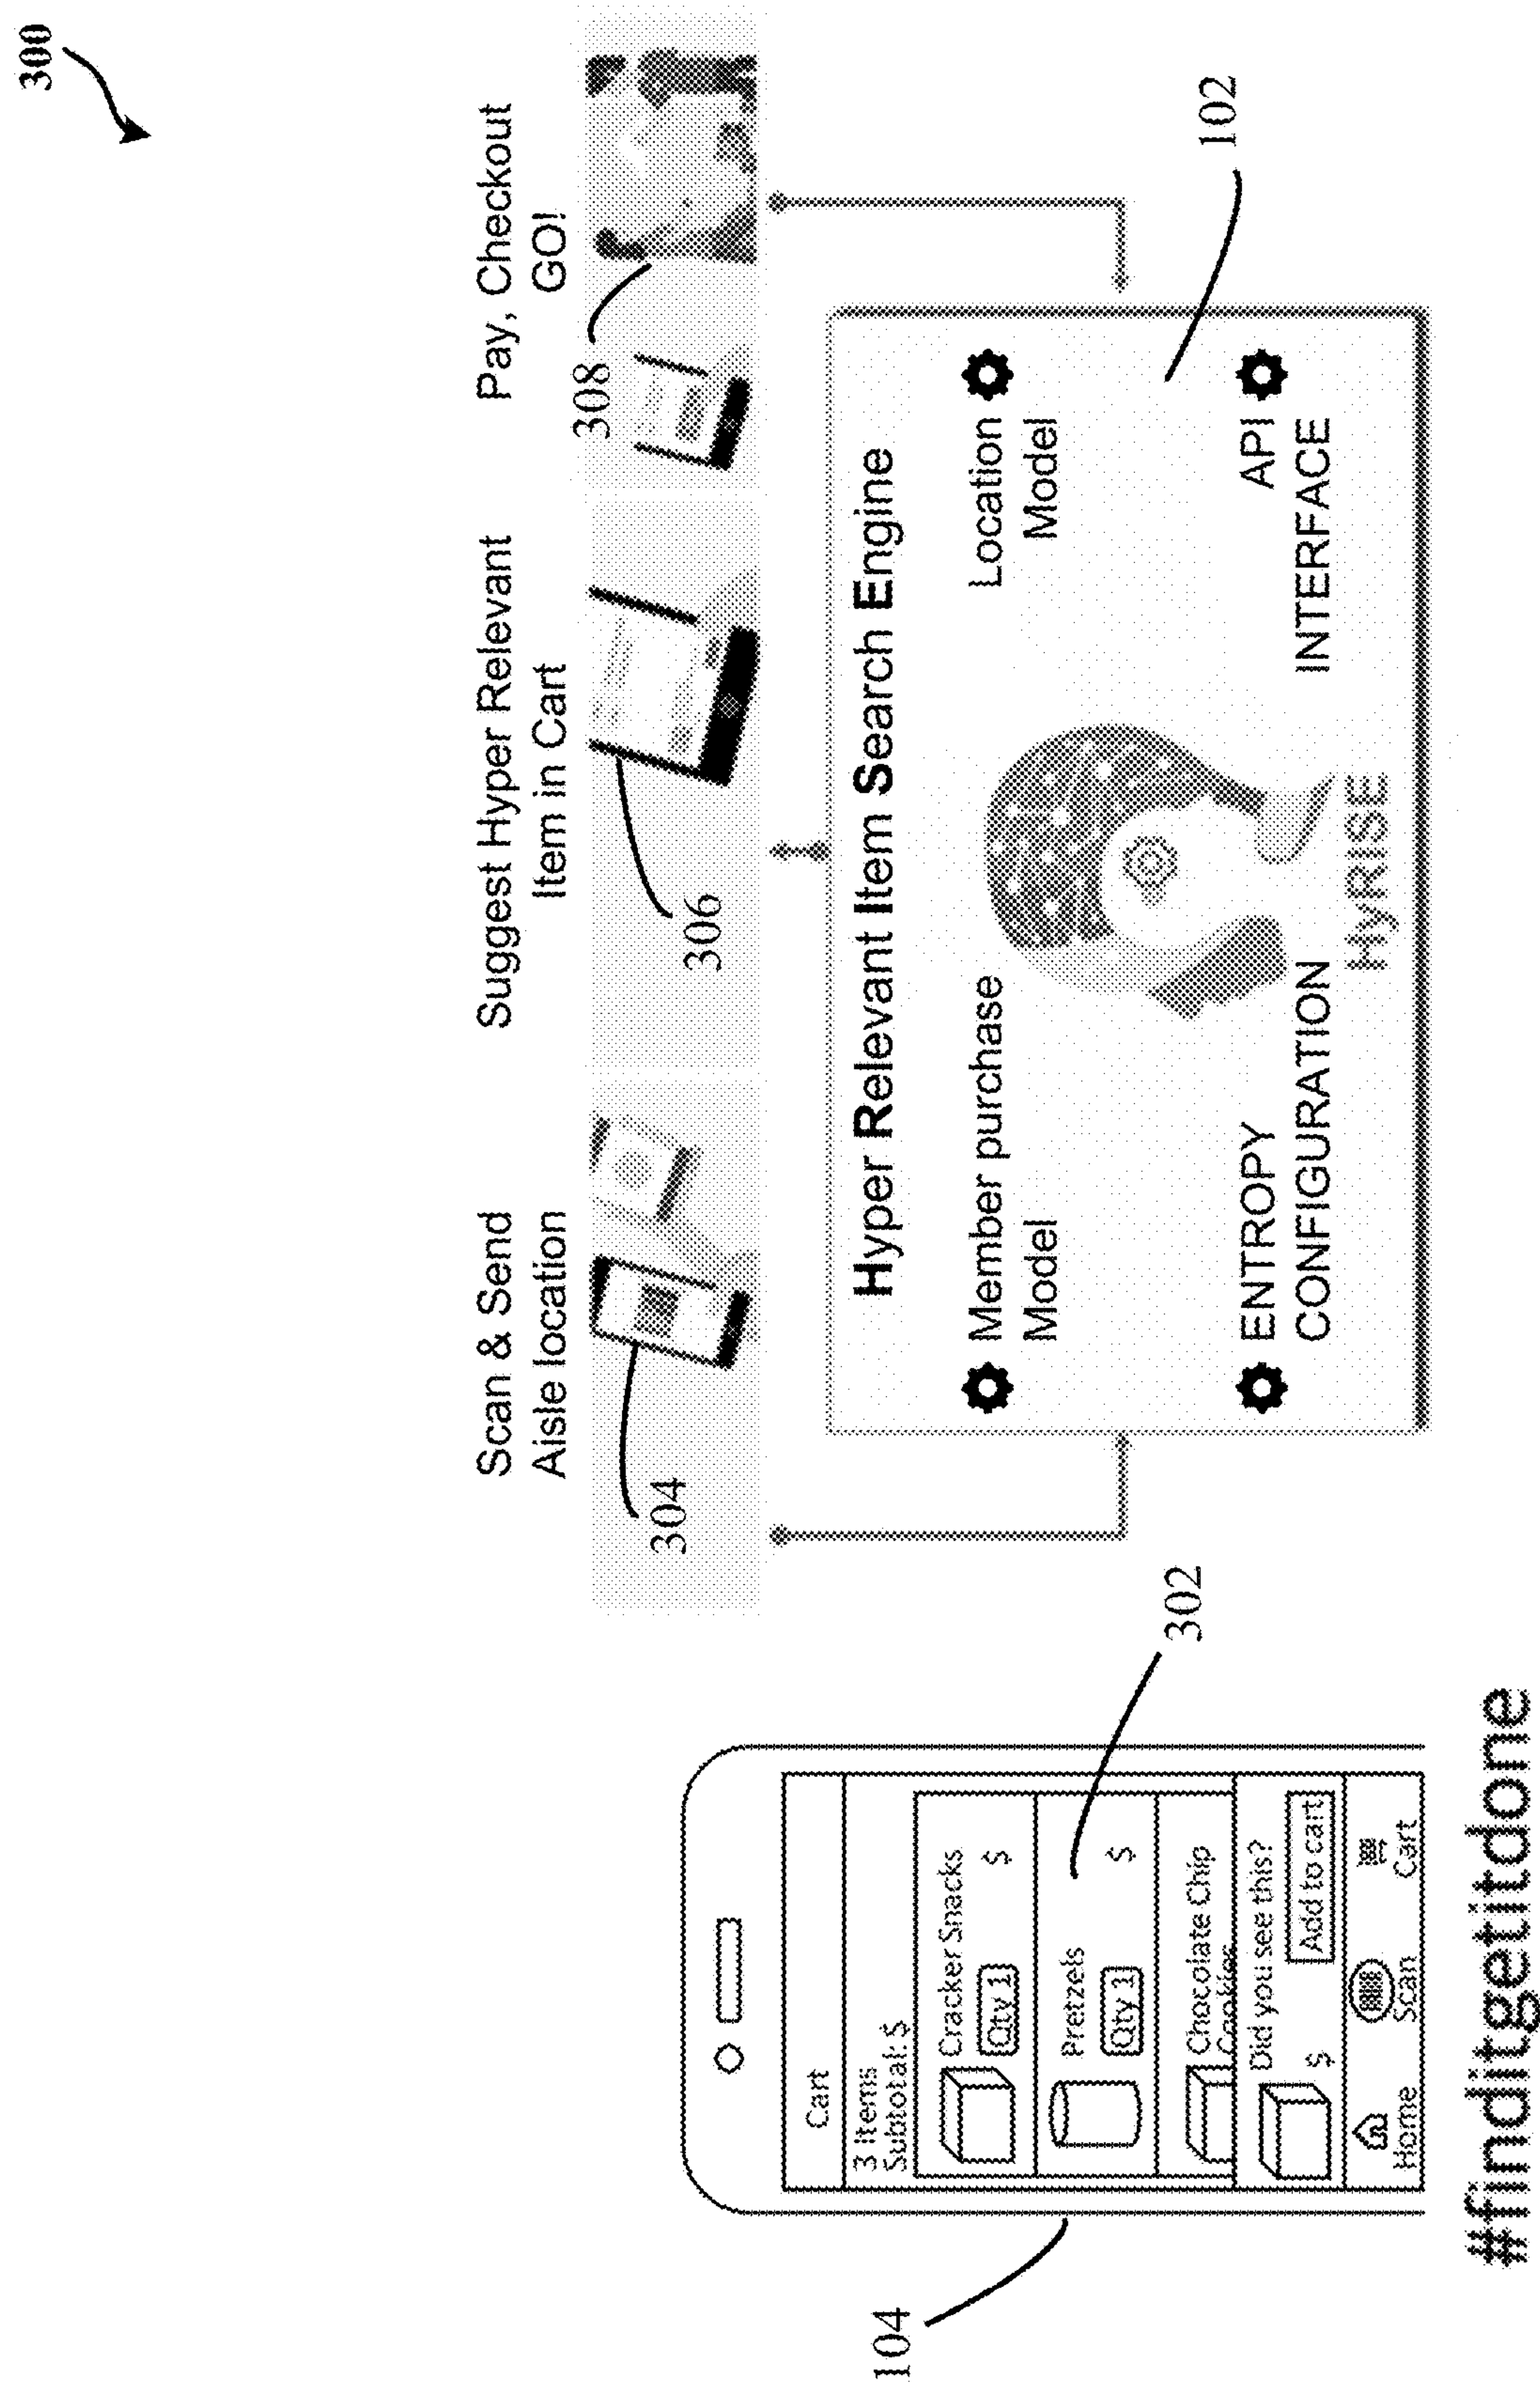 300
Scan & Send
Aisle location
Suggest Hyper Relevant
Item in Cart
Pay, Checkout
GO!
304
306
308
Hyper Relevant Item Search Engine
Member purchase
Model
Location
Model
ENTROPY
CONFIGURATION
API
INTERFACE
HyRISE
102
104
302
Cart
3 Items
Subtotal: $
Cracker Snacks
Qty 1
$
Pretzels
Qty 1
$
Chocolate Chip
Cookies
Did you see this?
$
Add to cart
Home
Scan
Cart
#finditgetitdone